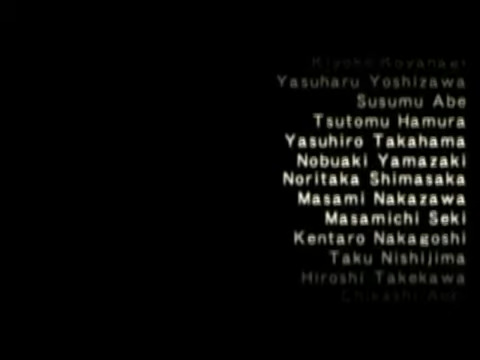 Yasuharu Yoshizawa
Susumu Abe
Tsutomu Hamura
Yasuhiro Takahama
Nobuaki Yamazaki
Noritaka Shimasaka
Masami Nakazawa
Masamichi Seki
Kentaro Nakagoshi
Taku Nishijima
Hiroshi Takekawa